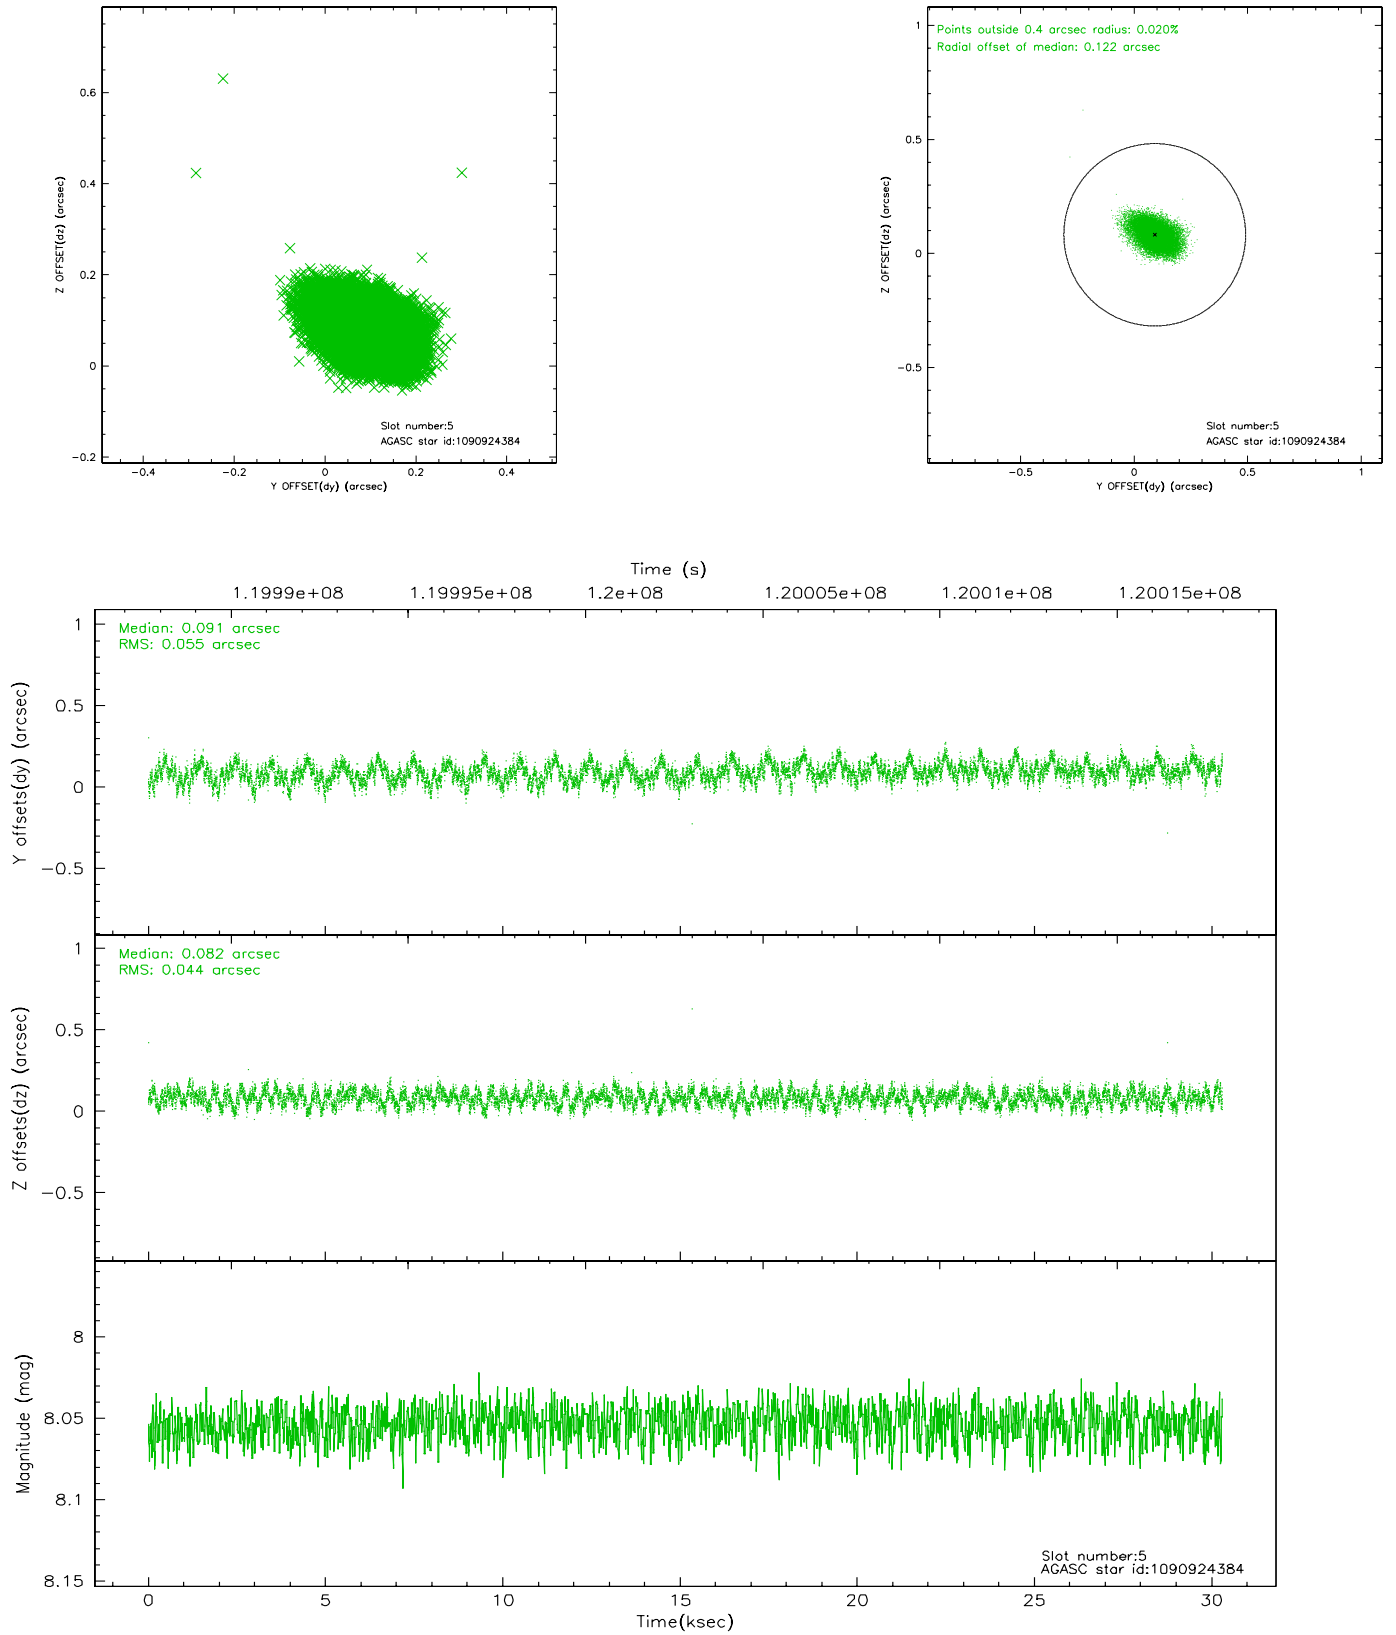 0.6
0.4
0.2
0
−0.2
Z OFFSET(dz) (arcsec)
Slot number:5
AGASC star id:1090924384
−0.4 −0.2 0 0.2 0.4
Y OFFSET(dy) (arcsec)
Points outside 0.4 arcsec radius: 0.020%
Radial offset of median: 0.122 arcsec
1
0.5
0
−0.5
Z OFFSET(dz) (arcsec)
Slot number:5
AGASC star id:1090924384
−0.5 0 0.5 1
Y OFFSET(dy) (arcsec)
Time (s)
1.1999e+08 1.19995e+08 1.2e+08 1.20005e+08 1.2001e+08 1.20015e+08
Median: 0.091 arcsec
RMS: 0.055 arcsec
1
0.5
0
−0.5
Y offsets(dy) (arcsec)
Median: 0.082 arcsec
RMS: 0.044 arcsec
1
0.5
0
−0.5
Z offsets(dz) (arcsec)
8
8.05
8.1
8.15
Magnitude (mag)
Slot number:5
AGASC star id:1090924384
0 5 10 15 20 25 30
Time(ksec)